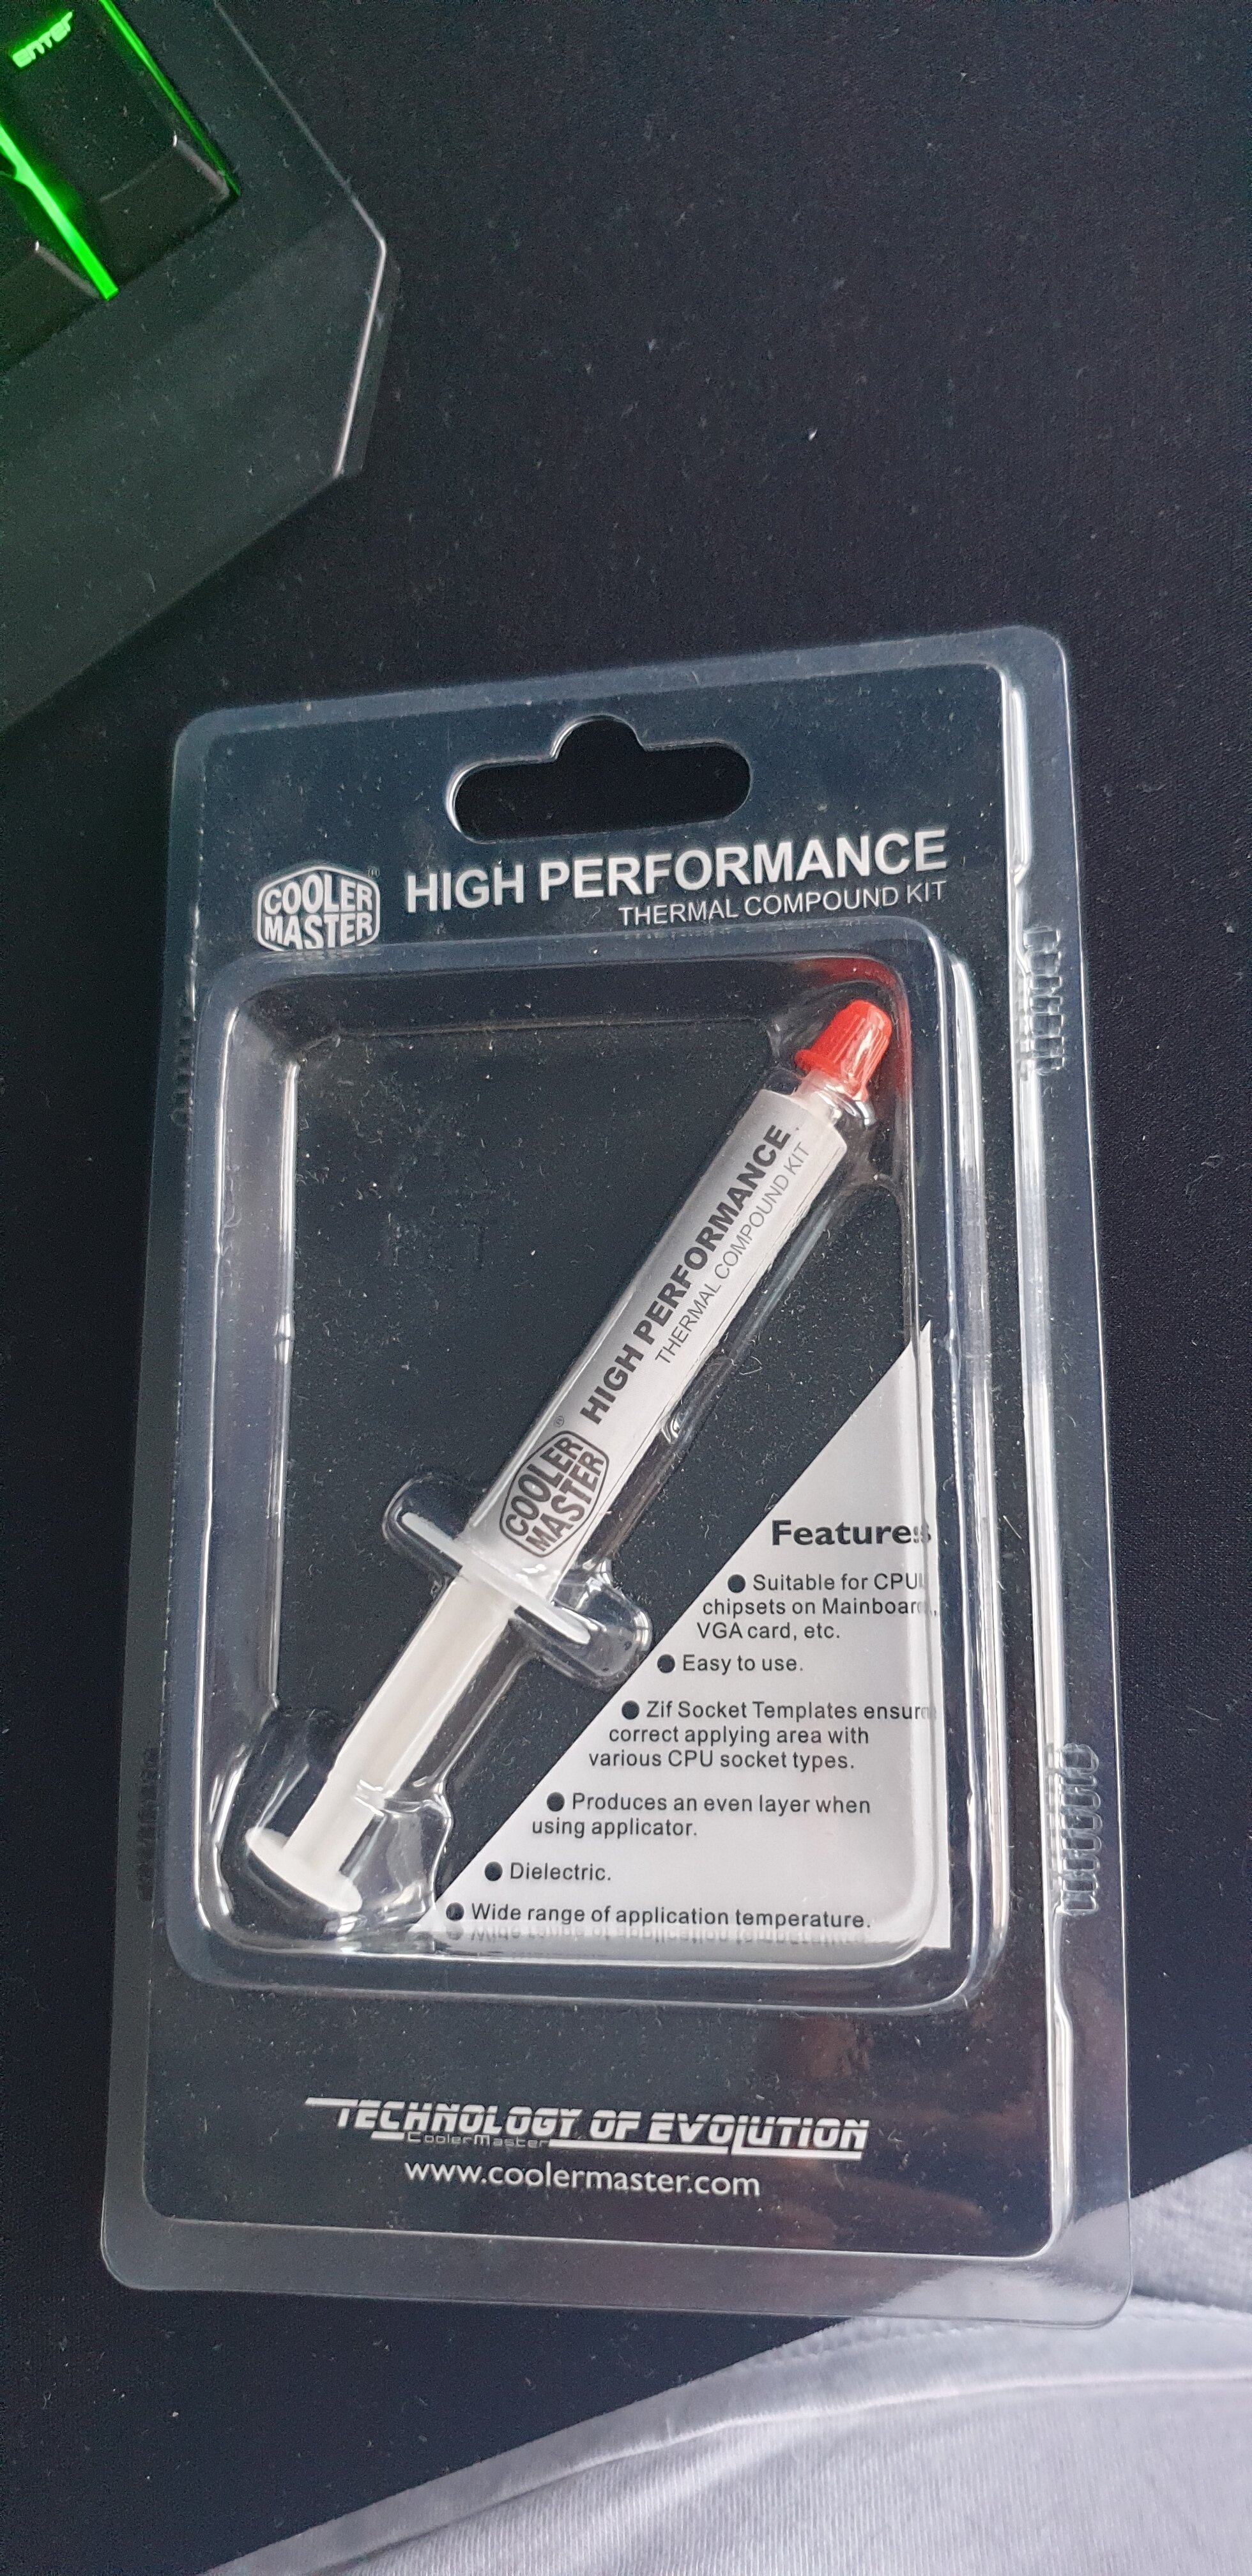 enter
COOLER
MASTER
®
HIGH PERFORMANCE
THERMAL COMPOUND KIT
HIGH PERFORMANCE
THERMAL COMPOUND KIT
COOLER
MASTER
®
Features
● Suitable for CPU,
chipsets on Mainboard,
VGA card, etc.
● Easy to use.
● Zif Socket Templates ensure
correct applying area with
various CPU socket types.
● Produces an even layer when
using applicator.
● Dielectric.
● Wide range of application temperature.
TECHNOLOGY OF EVOLUTION
CoolerMaster
www.coolermaster.com